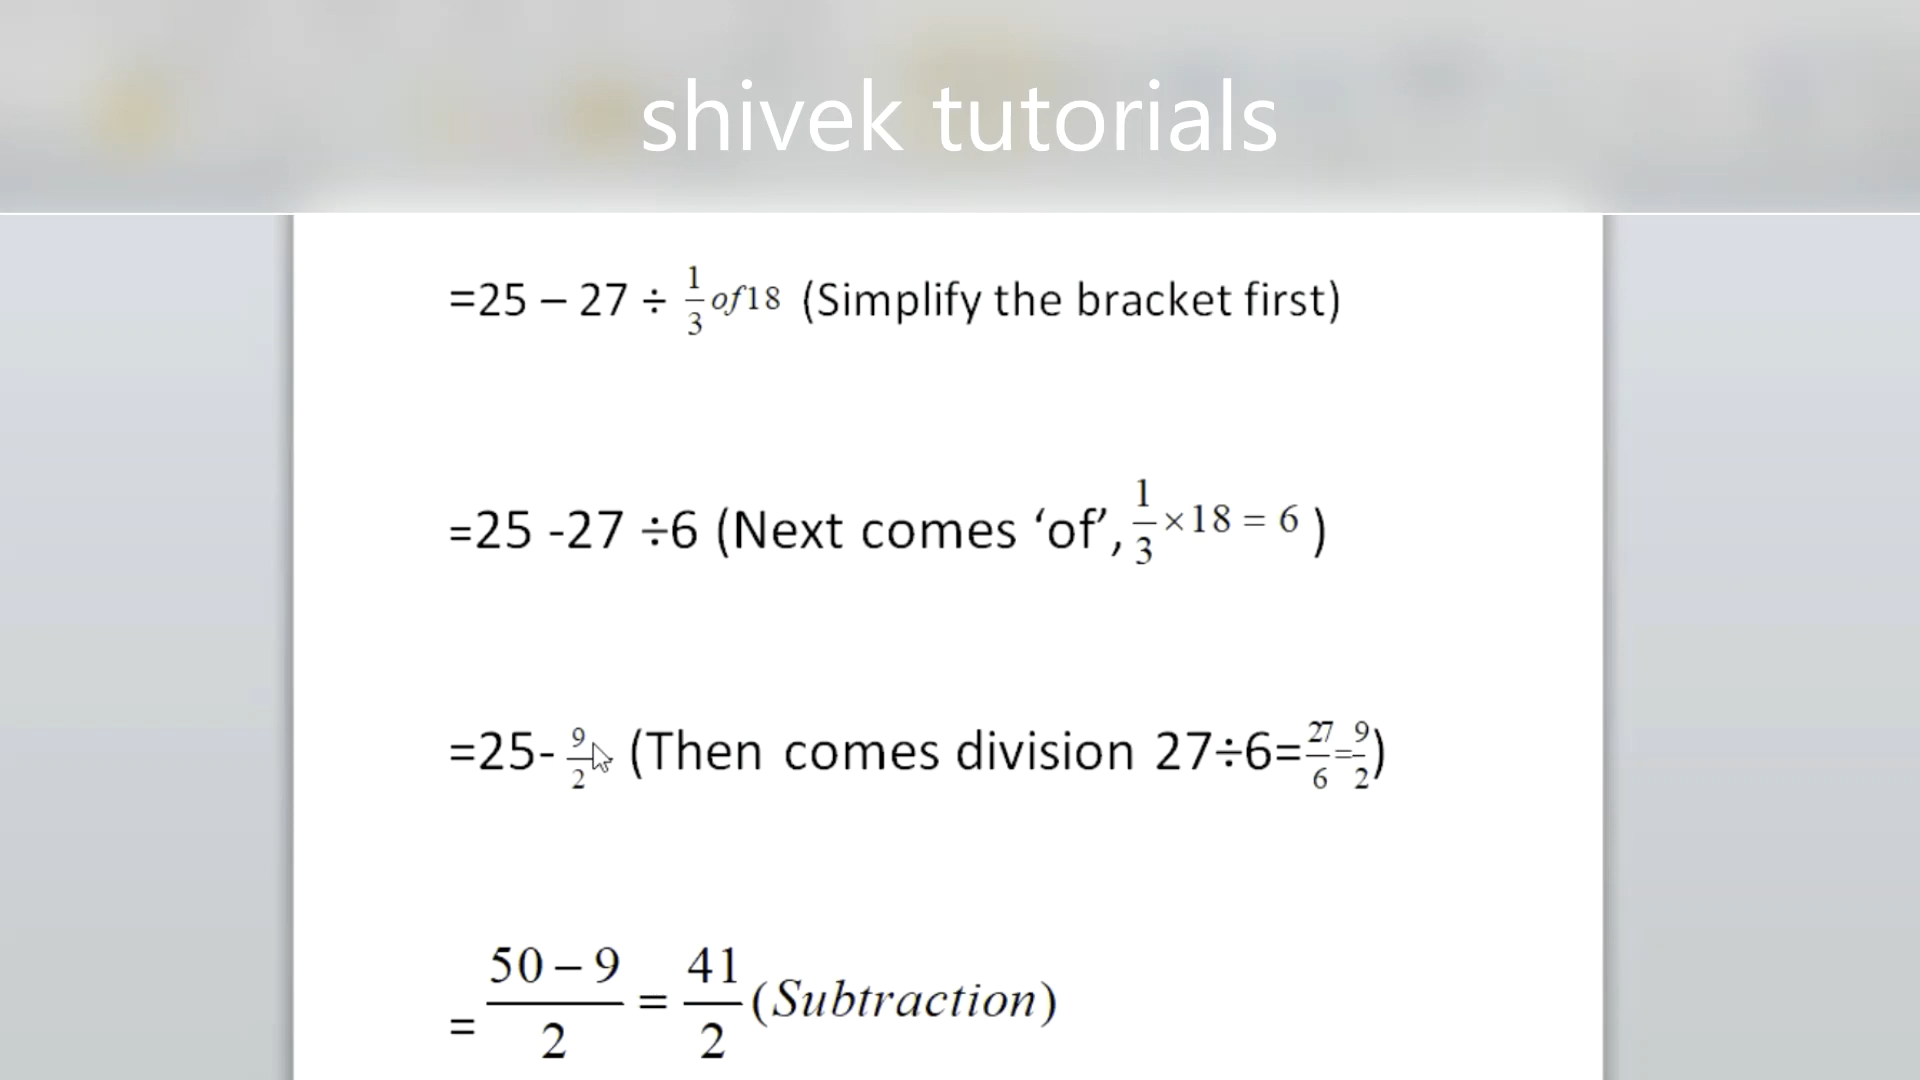 shivek tutorials
=25 – 27 ÷ 1/3 of18 (Simplify the bracket first)
=25 -27 ÷6 (Next comes ‘of’, 1/3 ×18 = 6 )
=25- 9/2 (Then comes division 27÷6=27/6=9/2)
= 50 – 9/2 = 41/2 (Subtraction)